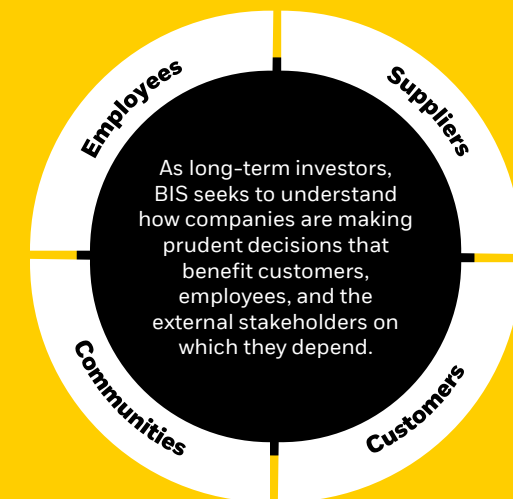 Employees
Suppliers
As long-term investors,
BIS seeks to understand
how companies are making
prudent decisions that
benefit customers,
employees, and the
external stakeholders on
which they depend.
Communities
Customers